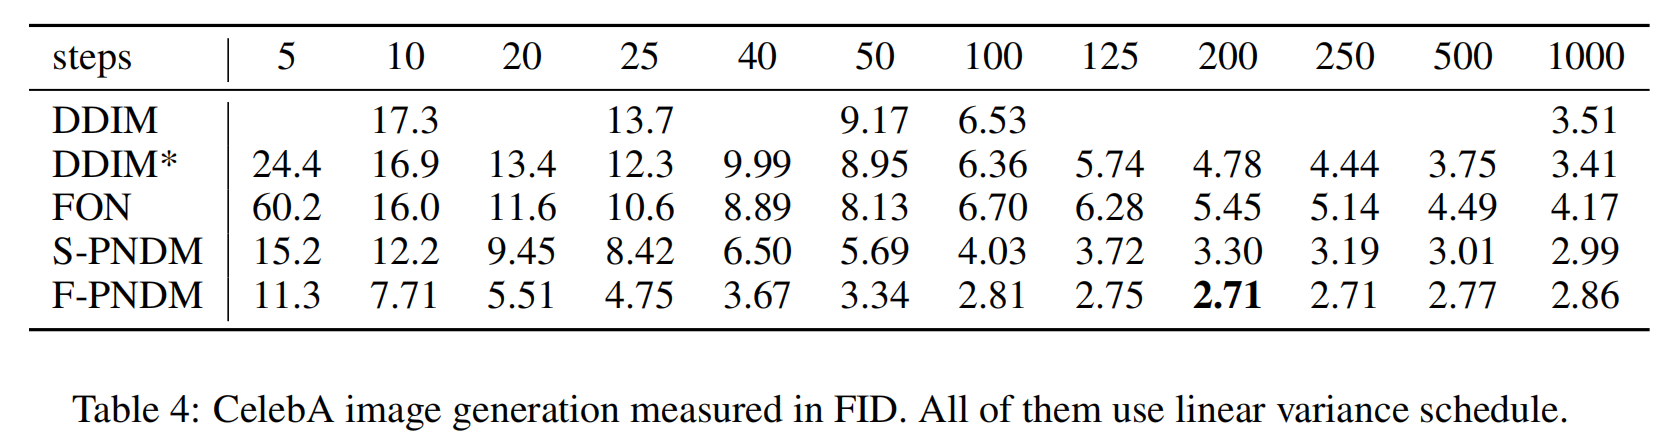 steps 5 10 20 25 40 50 100 125 200 250 500 1000
DDIM 17.3 13.7 9.17 6.53 3.51
DDIM* 24.4 16.9 13.4 12.3 9.99 8.95 6.36 5.74 4.78 4.44 3.75 3.41
FON 60.2 16.0 11.6 10.6 8.89 8.13 6.70 6.28 5.45 5.14 4.49 4.17
S-PNDM 15.2 12.2 9.45 8.42 6.50 5.69 4.03 3.72 3.30 3.19 3.01 2.99
F-PNDM 11.3 7.71 5.51 4.75 3.67 3.34 2.81 2.75 2.71 2.71 2.77 2.86
Table 4: CelebA image generation measured in FID. All of them use linear variance schedule.